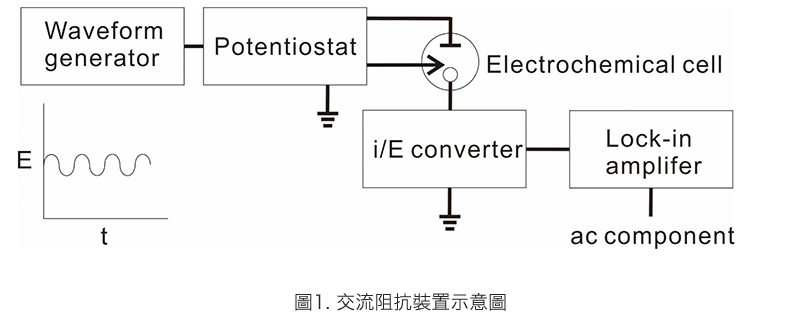 Waveform
generator
Potentiostat
Electrochemical cell
i/E converter
Lock-in
amplifer
ac component
E
t
圖1. 交流阻抗裝置示意圖